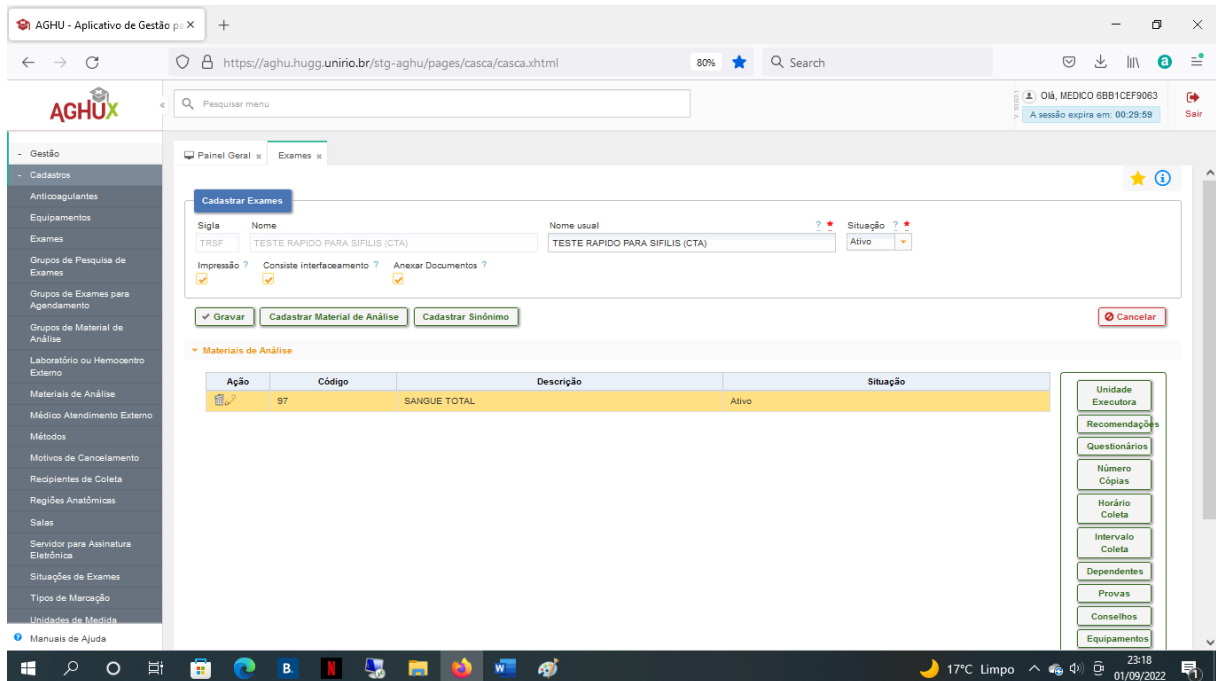 AGHU - Aplicativo de Gestão pa
https://aghu.hugg.unirio.br/stg-aghu/pages/casca/casca.xhtml
80%
Search
AGHUX
Pesquisar menu
Olá, MEDICO 6BB1CEF9063
A sessão expira em: 00:29:59
Sair
- Gestão
- Cadastros
Anticoagulantes
Equipamentos
Exames
Grupos de Pesquisa de
Exames
Grupos de Exames para
Agendamento
Grupos de Material de
Análise
Laboratório ou Hemocentro
Externo
Materiais de Análise
Médico Atendimento Externo
Métodos
Motivos de Cancelamento
Recipientes de Coleta
Regiões Anatômicas
Salas
Servidor para Assinatura
Eletrônica
Situações de Exames
Tipos de Marcação
Unidades de Medida
Manuais de Ajuda
Painel Geral
Exames
Cadastrar Exames
Sigla Nome Nome usual ? * Situação ? *
TRSF TESTE RAPIDO PARA SIFILIS (CTA) TESTE RAPIDO PARA SIFILIS (CTA) Ativo
Impressão ? Consiste interfaceamento ? Anexar Documentos ?
Gravar Cadastrar Material de Análise Cadastrar Sinônimo Cancelar
Materiais de Análise
Ação Código Descrição Situação
97 SANGUE TOTAL Ativo
Unidade
Executora
Recomendações
Questionários
Número
Cópias
Horário
Coleta
Intervalo
Coleta
Dependentes
Provas
Conselhos
Equipamentos
17°C Limpo
23:18
01/09/2022